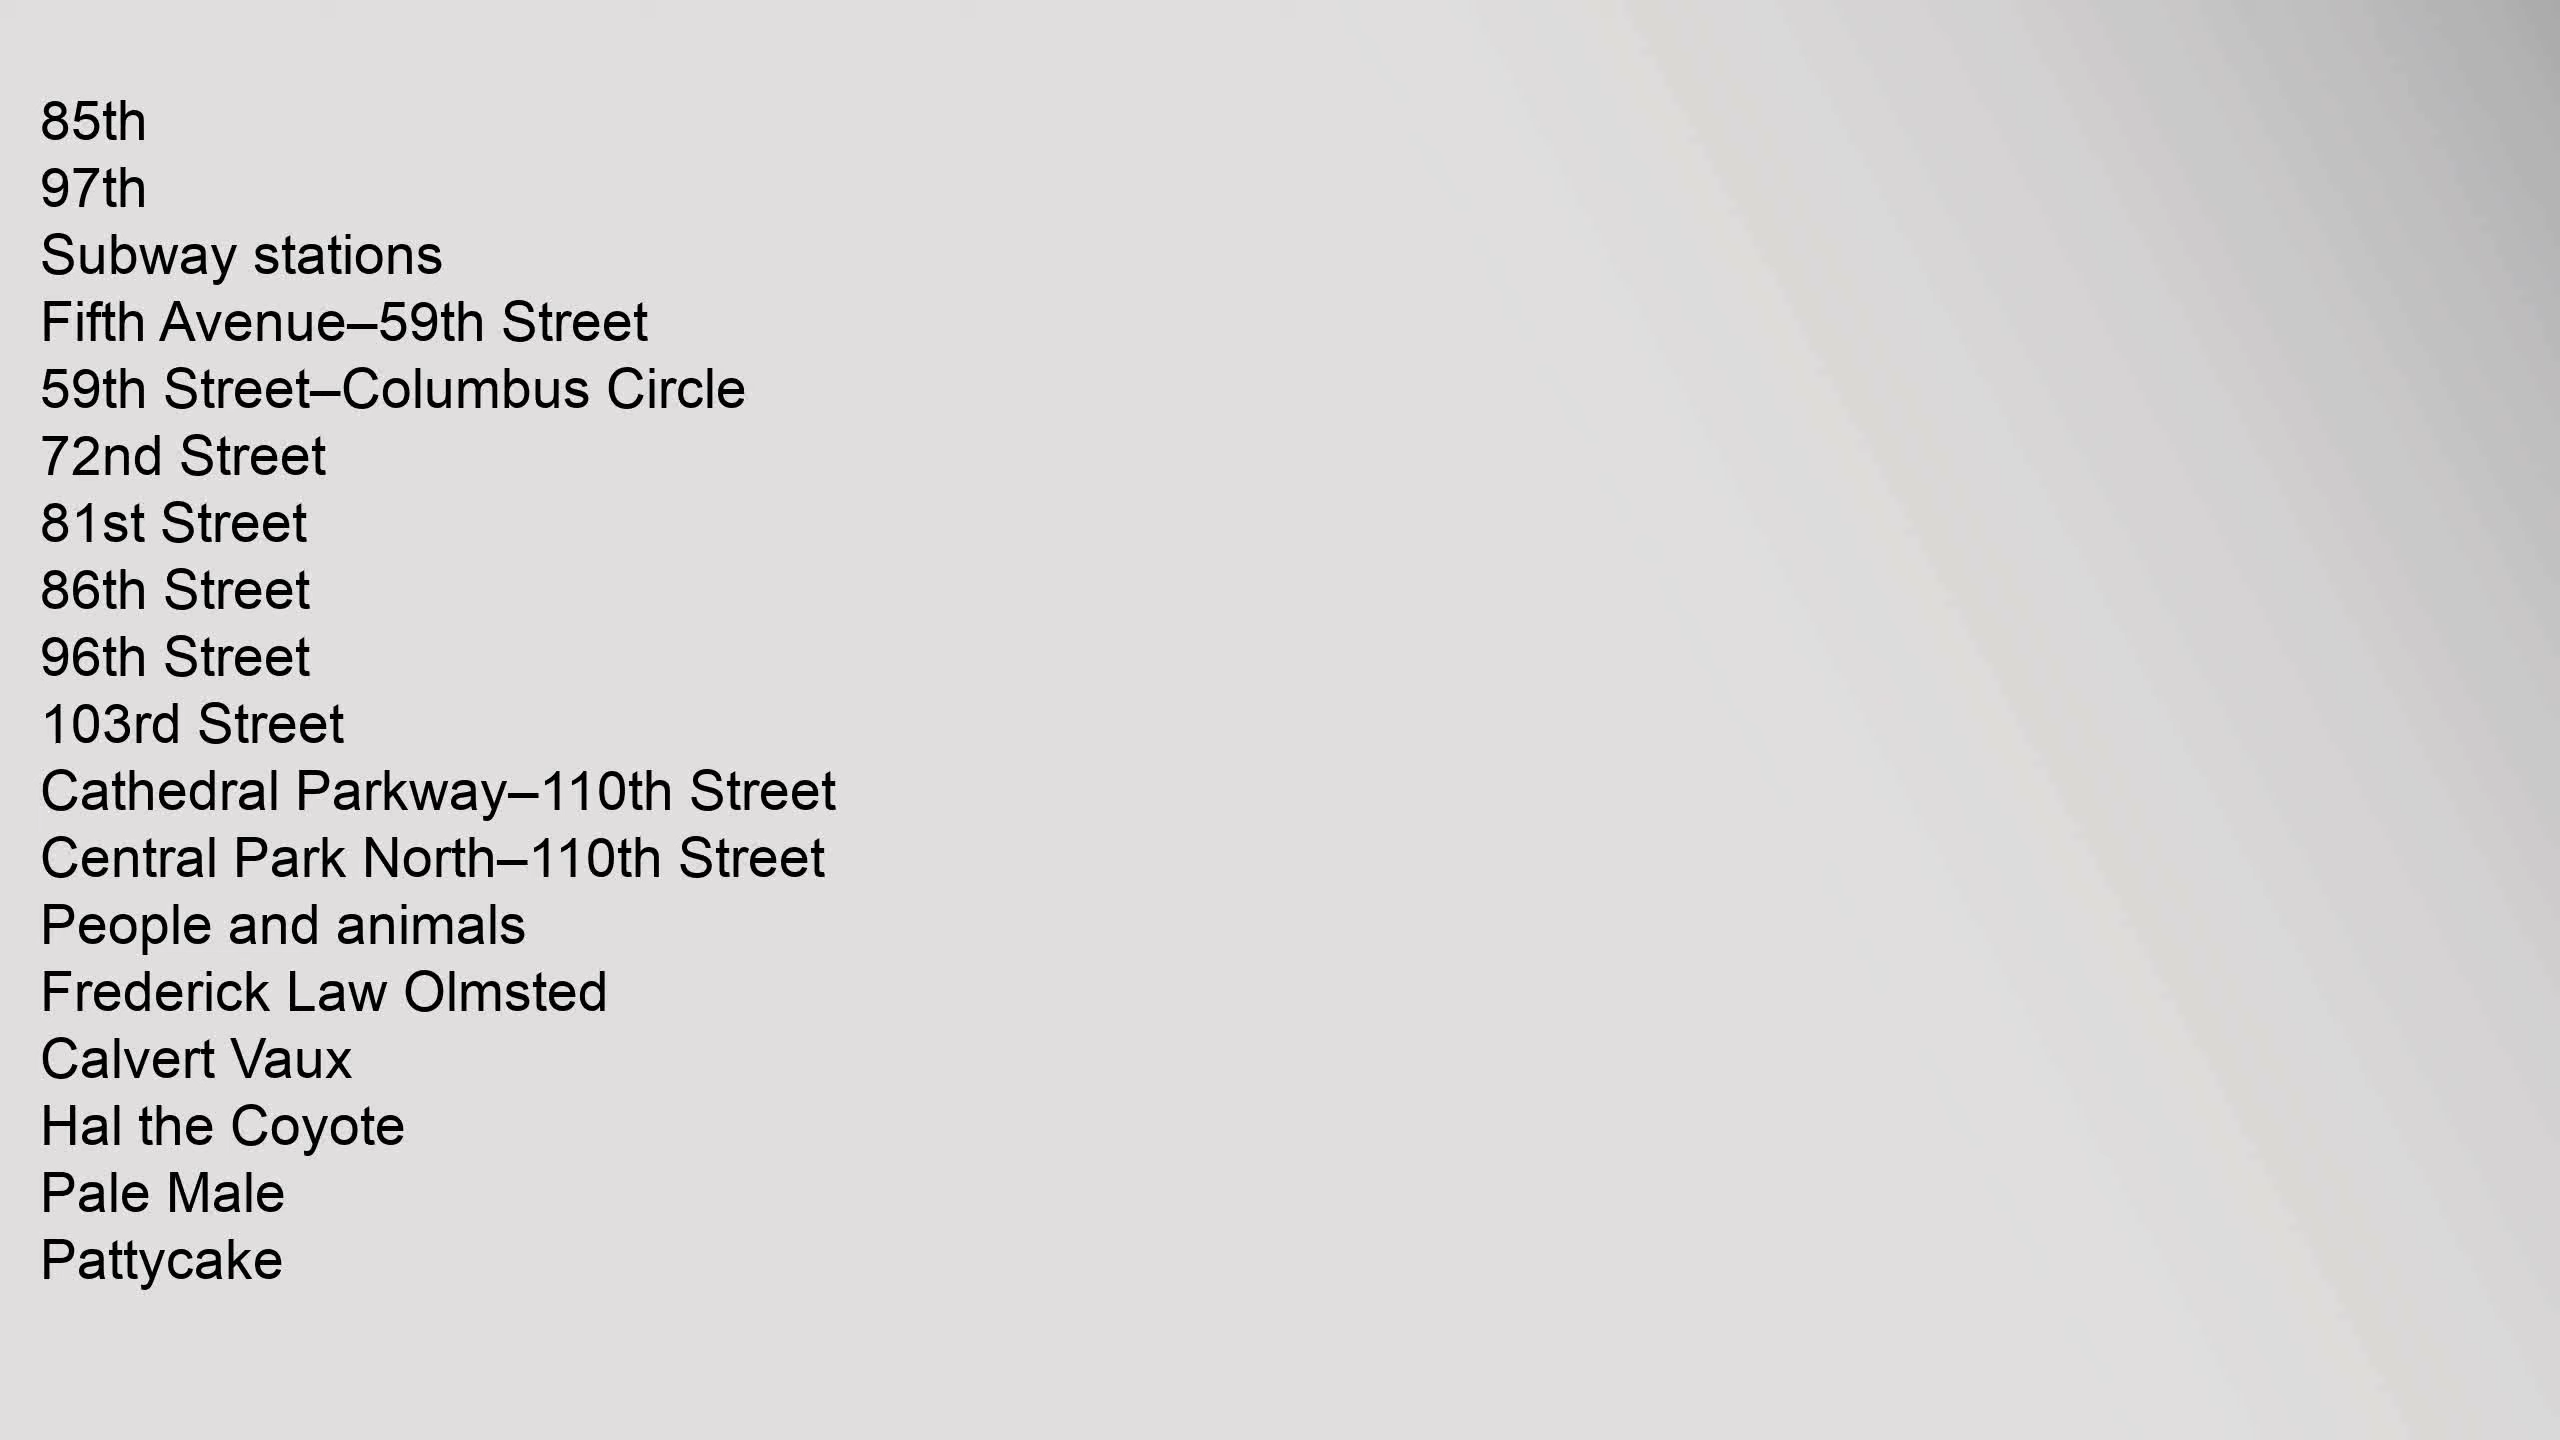 85th
97th
Subway stations
Fifth Avenue–59th Street
59th Street–Columbus Circle
72nd Street
81st Street
86th Street
96th Street
103rd Street
Cathedral Parkway–110th Street
Central Park North–110th Street
People and animals
Frederick Law Olmsted
Calvert Vaux
Hal the Coyote
Pale Male
Pattycake